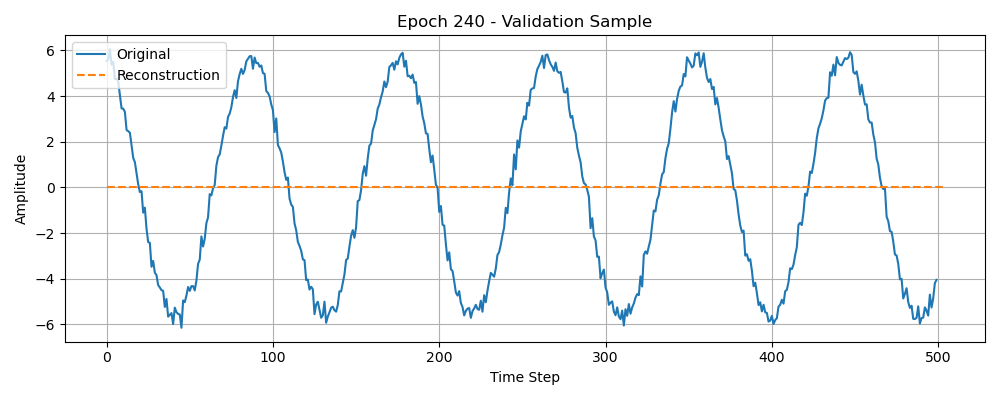 Epoch 240 - Validation Sample
Original
Reconstruction
Amplitude
6
4
2
0
−2
−4
−6
0 100 200 300 400 500
Time Step